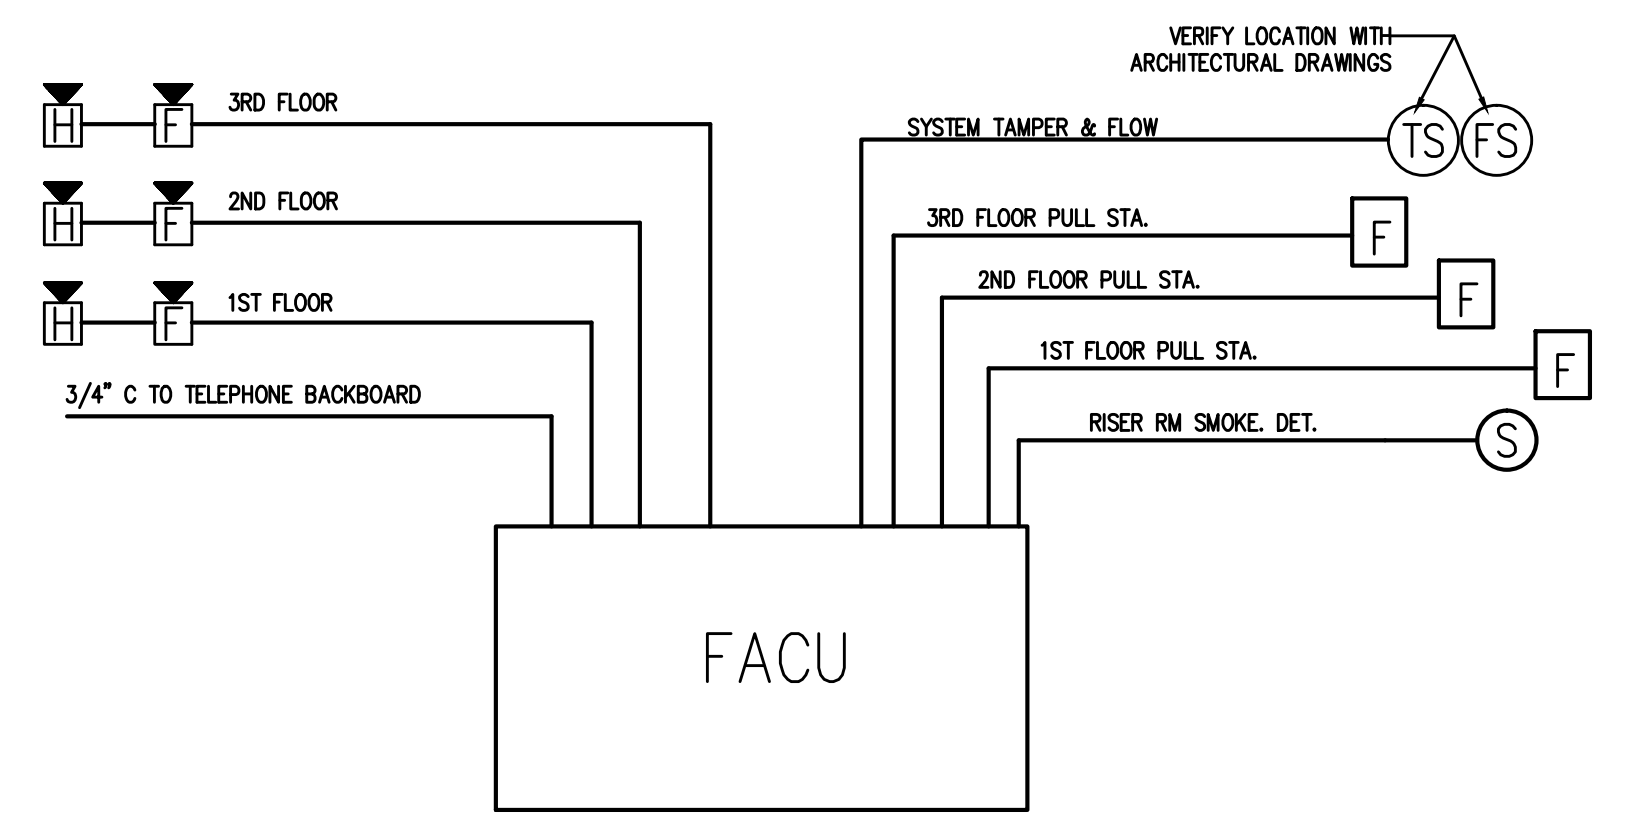 VERIFY LOCATION WITH
ARCHITECTURAL DRAWINGS
H F 3RD FLOOR
SYSTEM TAMPER & FLOW
TS FS
H F 2ND FLOOR
3RD FLOOR PULL STA.
F
2ND FLOOR PULL STA.
F
H F 1ST FLOOR
1ST FLOOR PULL STA.
F
3/4" C TO TELEPHONE BACKBOARD
RISER RM SMOKE. DET.
S
FACU